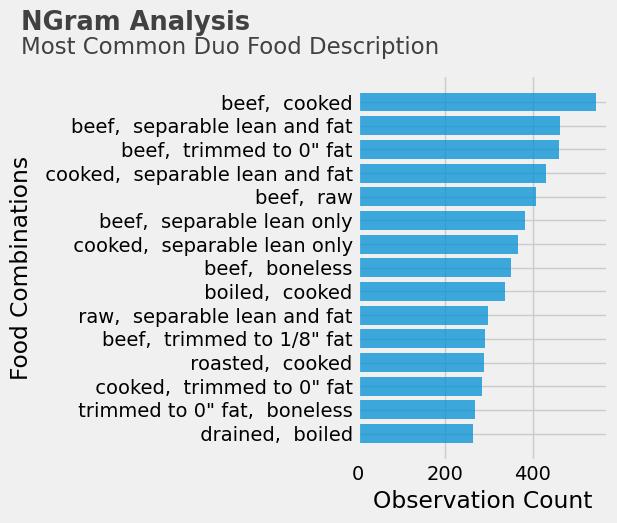 NGram Analysis
Most Common Duo Food Description
Food Combinations
beef,  cooked
beef,  separable lean and fat
beef,  trimmed to 0" fat
cooked,  separable lean and fat
beef,  raw
beef,  separable lean only
cooked,  separable lean only
beef,  boneless
boiled,  cooked
raw,  separable lean and fat
beef,  trimmed to 1/8" fat
roasted,  cooked
cooked,  trimmed to 0" fat
trimmed to 0" fat,  boneless
drained,  boiled
0 200 400
Observation Count